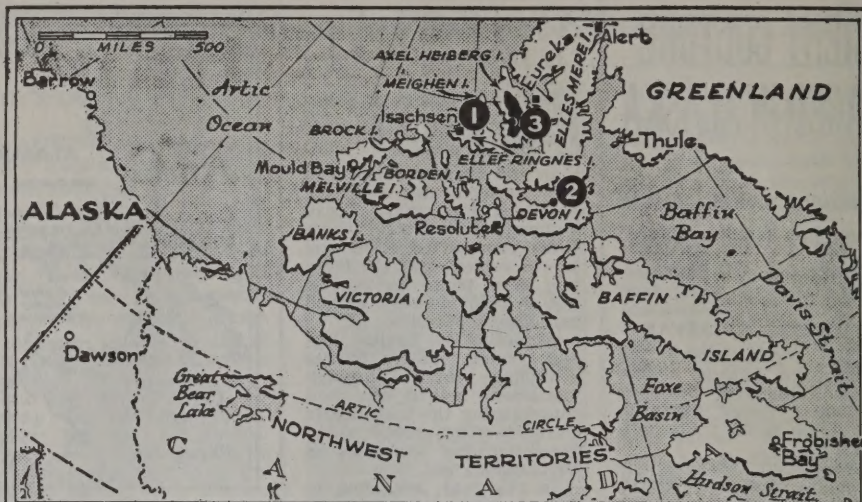 0 500
MILES
AXEL HEIBERG I.
MEIGHEN I.
Eureka
Alert
ELLESMERE I.
GREENLAND
Barrow
Artic
Ocean
Isachsen
1
3
Thule
BROCK I.
ELLEF RINGNES I.
Mould Bay
BORDEN I.
MELVILLE I.
2
ALASKA
Resolute
DEVON I.
Baffin
Bay
BANKS I.
VICTORIA I.
BAFFIN
ISLAND
Davis Strait
Dawson
Great
Bear
Lake
ARTIC
CIRCLE
Foxe
Basin
NORTHWEST
TERRITORIES
Frobisher
Bay
CANADA
Hudson Strait